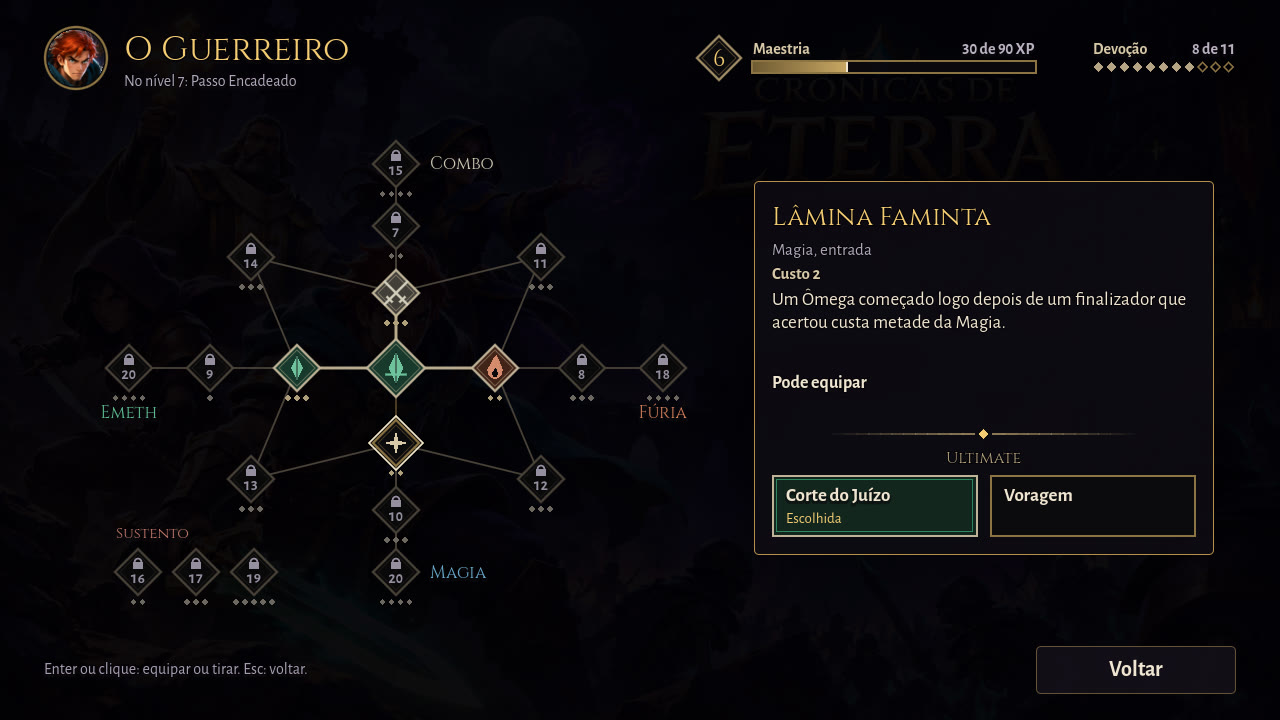 O Guerreiro
No nível 7: Passo Encadeado
6
Maestria
30 de 90 XP
Devoção
8 de 11
Crônicas de
Eterra
15
Combo
7
14
11
20
9
8
18
Emeth
Fúria
13
12
10
Sustento
16
17
19
20
Magia
Lâmina Faminta
Magia, entrada
Custo 2
Um Ômega começado logo depois de um finalizador que
acertou custa metade da Magia.
Pode equipar
Ultimate
Corte do Juízo
Escolhida
Voragem
Enter ou clique: equipar ou tirar. Esc: voltar.
Voltar